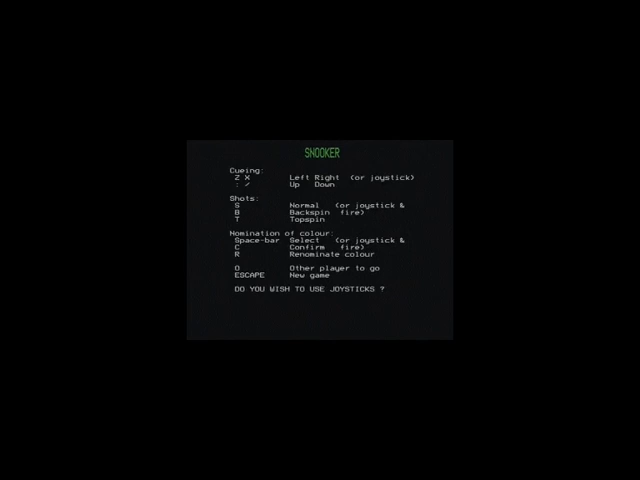 SNOOKER
Cueing:
Z X Left Right (or joystick)
: / Up Down
Shots:
S Normal (or joystick &
B Backspin fire)
T Topspin
Nomination of colour:
Space-bar Select (or joystick &
C Confirm fire)
R Renominate colour
O Other player to go
ESCAPE New game
DO YOU WISH TO USE JOYSTICKS ?